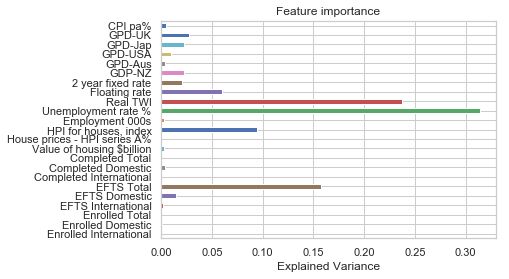 Feature importance
CPI pa%
GPD-UK
GPD-Jap
GPD-USA
GPD-Aus
GDP-NZ
2 year fixed rate
Floating rate
Real TWI
Unemployment rate %
Employment 000s
HPI for houses, index
House prices - HPI series A%
Value of housing $billion
Completed Total
Completed Domestic
Completed International
EFTS Total
EFTS Domestic
EFTS International
Enrolled Total
Enrolled Domestic
Enrolled International
0.00 0.05 0.10 0.15 0.20 0.25 0.30
Explained Variance